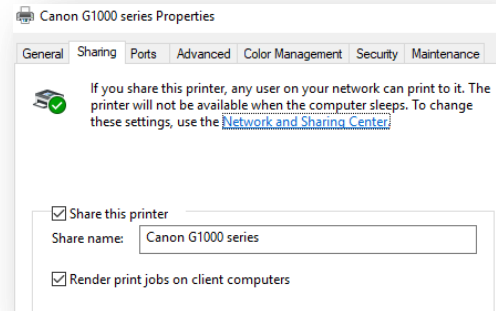 Canon G1000 series Properties
General Sharing Ports Advanced Color Management Security Maintenance
If you share this printer, any user on your network can print to it. The
printer will not be available when the computer sleeps. To change
these settings, use the Network and Sharing Center.
Share this printer
Share name: Canon G1000 series
Render print jobs on client computers